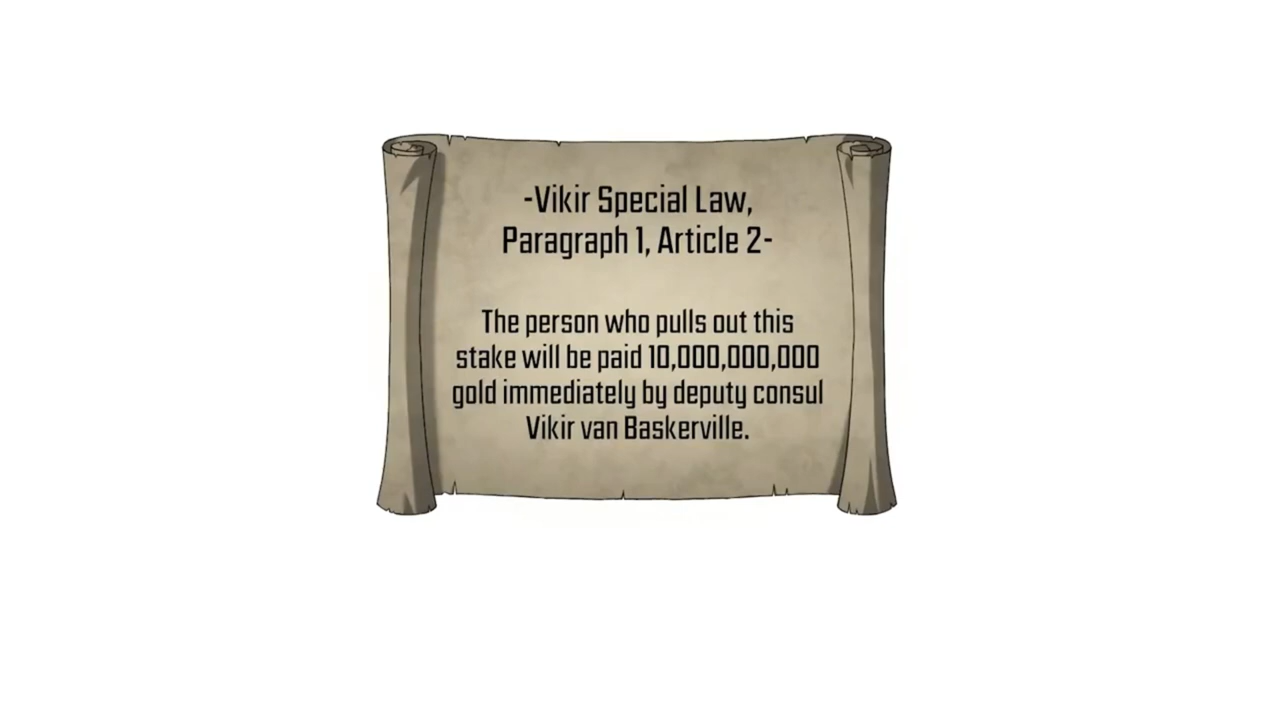 -Vikir Special Law,
Paragraph 1, Article 2-
The person who pulls out this
stake will be paid 10,000,000,000
gold immediately by deputy consul
Vikir van Baskerville.